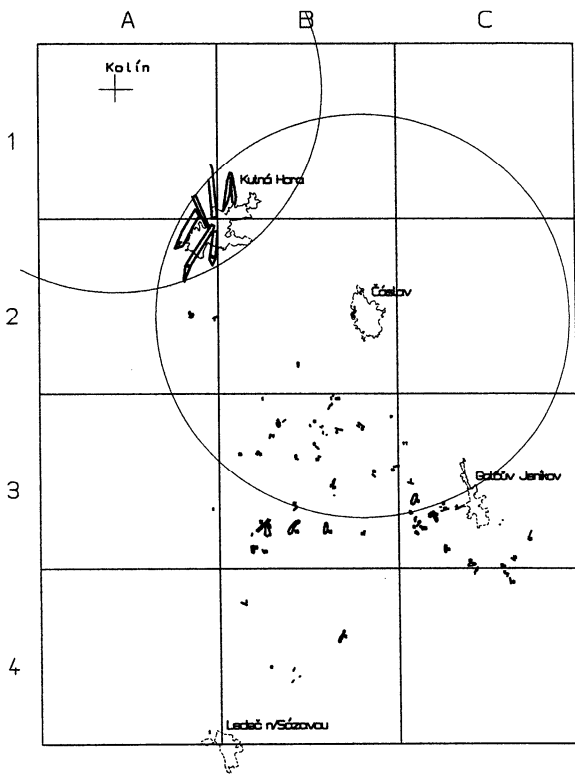 A B C
Kolín
1
Kutná Hora
2
Čáslav
3
Golčův Jeníkov
4
Ledeč n/Sázavou